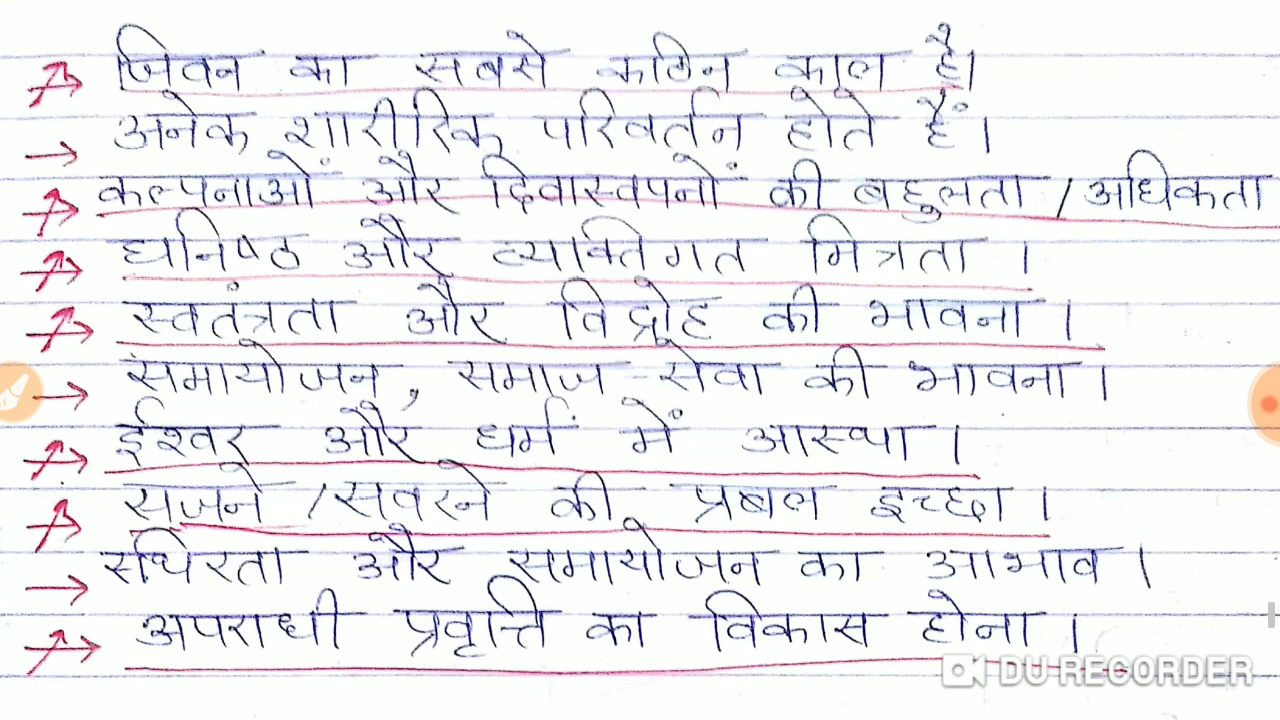 जिवन का सबसे कठिन काल है।
अनेक शारीरिक परिवर्तन होते हैं।
कल्पनाओं और दिवास्वपनों की बहुलता /अधिकता
घनिष्ठ और व्यक्तिगत मित्रता ।
स्वतंत्रता और विद्रोह की भावना ।
समायोजन, समाज-सेवा की भावना ।
ईश्वर और धर्म में आस्था ।
सजने /सवरने की प्रबल इच्छा ।
स्थिरता और समायोजन का आभाव ।
अपराधी प्रवृत्ति का विकास होना ।
DU RECORDER